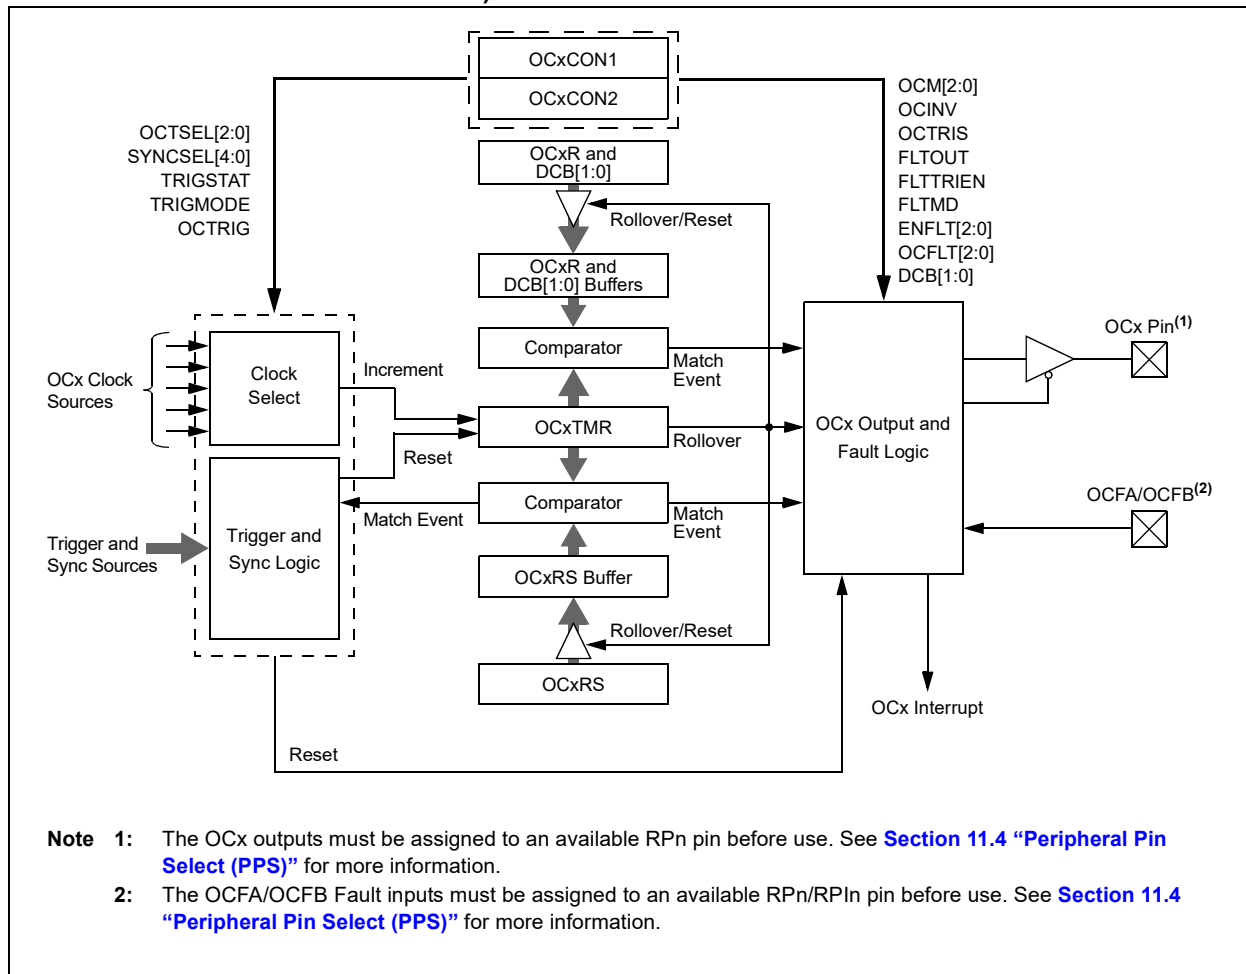 OCxCON1
OCxCON2
OCM[2:0]
OCINV
OCTRIS
FLTOUT
FLTTRIEN
FLTMD
ENFLT[2:0]
OCFLT[2:0]
DCB[1:0]
OCTSEL[2:0]
SYNCSEL[4:0]
TRIGSTAT
TRIGMODE
OCTRIG
OCxR and
DCB[1:0]
Rollover/Reset
OCxR and
DCB[1:0] Buffers
OCx Clock
Sources
Clock
Select
Increment
Comparator
Match
Event
OCx Pin(1)
OCxTMR
Rollover
Reset
OCx Output and
Fault Logic
Comparator
Match Event
Match
Event
OCFA/OCFB(2)
Trigger and
Sync Sources
Trigger and
Sync Logic
OCxRS Buffer
Rollover/Reset
OCxRS
OCx Interrupt
Reset
Note 1: The OCx outputs must be assigned to an available RPn pin before use. See Section 11.4 “Peripheral Pin
Select (PPS)” for more information.
2: The OCFA/OCFB Fault inputs must be assigned to an available RPn/RPIn pin before use. See Section 11.4
“Peripheral Pin Select (PPS)” for more information.